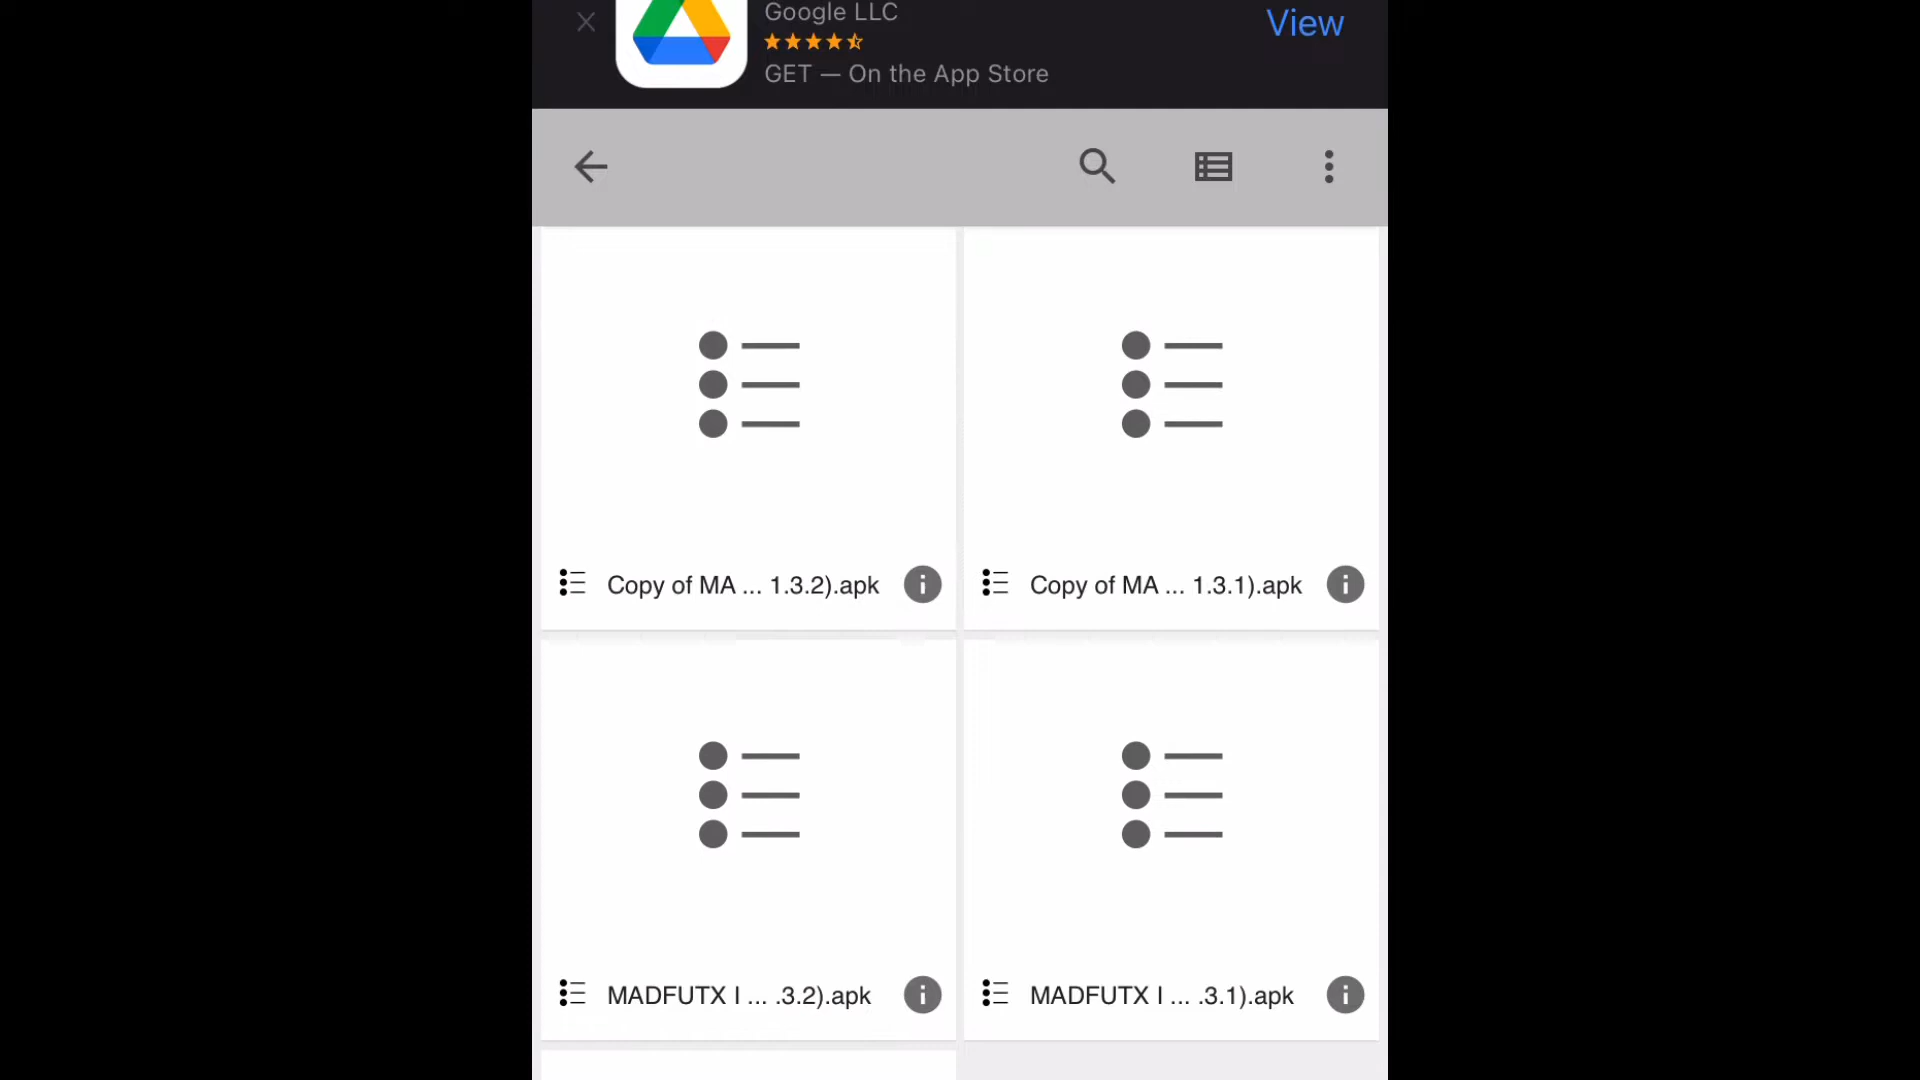 Google LLC
View
GET — On the App Store
Copy of MA ... 1.3.2).apk
Copy of MA ... 1.3.1).apk
MADFUTX I ... .3.2).apk
MADFUTX I ... .3.1).apk